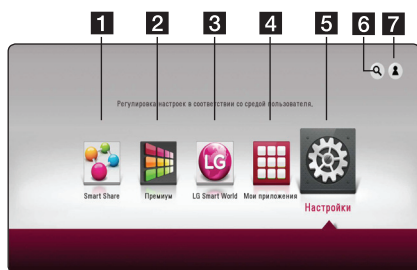 1 2 3 4 5 6 7
Регулировка настроек в соответствии со средой пользователя.
LG
Smart Share Премиум LG Smart World Мои приложения
Настройки